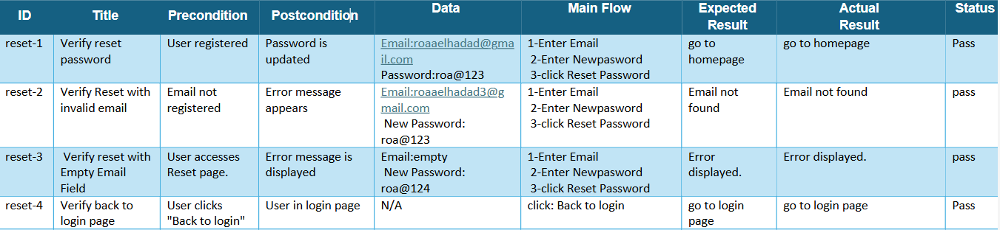 ID Title Precondition Postcondition Data Main Flow Expected Result Actual Result Status
reset-1
Verify reset
password
User registered
Password is
updated
Email:roaaelhadad@gma
il.com
Password:roa@123
1-Enter Email
2-Enter Newpasword
3-click Reset Password
go to
homepage
go to homepage
Pass
reset-2
Verify Reset with
invalid email
Email not
registered
Error message
appears
Email:roaaelhadad3@g
mail.com
New Password:
roa@123
1-Enter Email
2-Enter Newpasword
3-click Reset Password
Email not
found
Email not found
pass
reset-3
Verify reset with
Empty Email
Field
User accesses
Reset page.
Error message is
displayed
Email:empty
New Password:
roa@124
1-Enter Email
2-Enter Newpasword
3-click Reset Password
Error
displayed.
Error displayed.
pass
reset-4
Verify back to
login page
User clicks
"Back to login"
User in login page
N/A
click: Back to login
go to login
page
go to login page
Pass